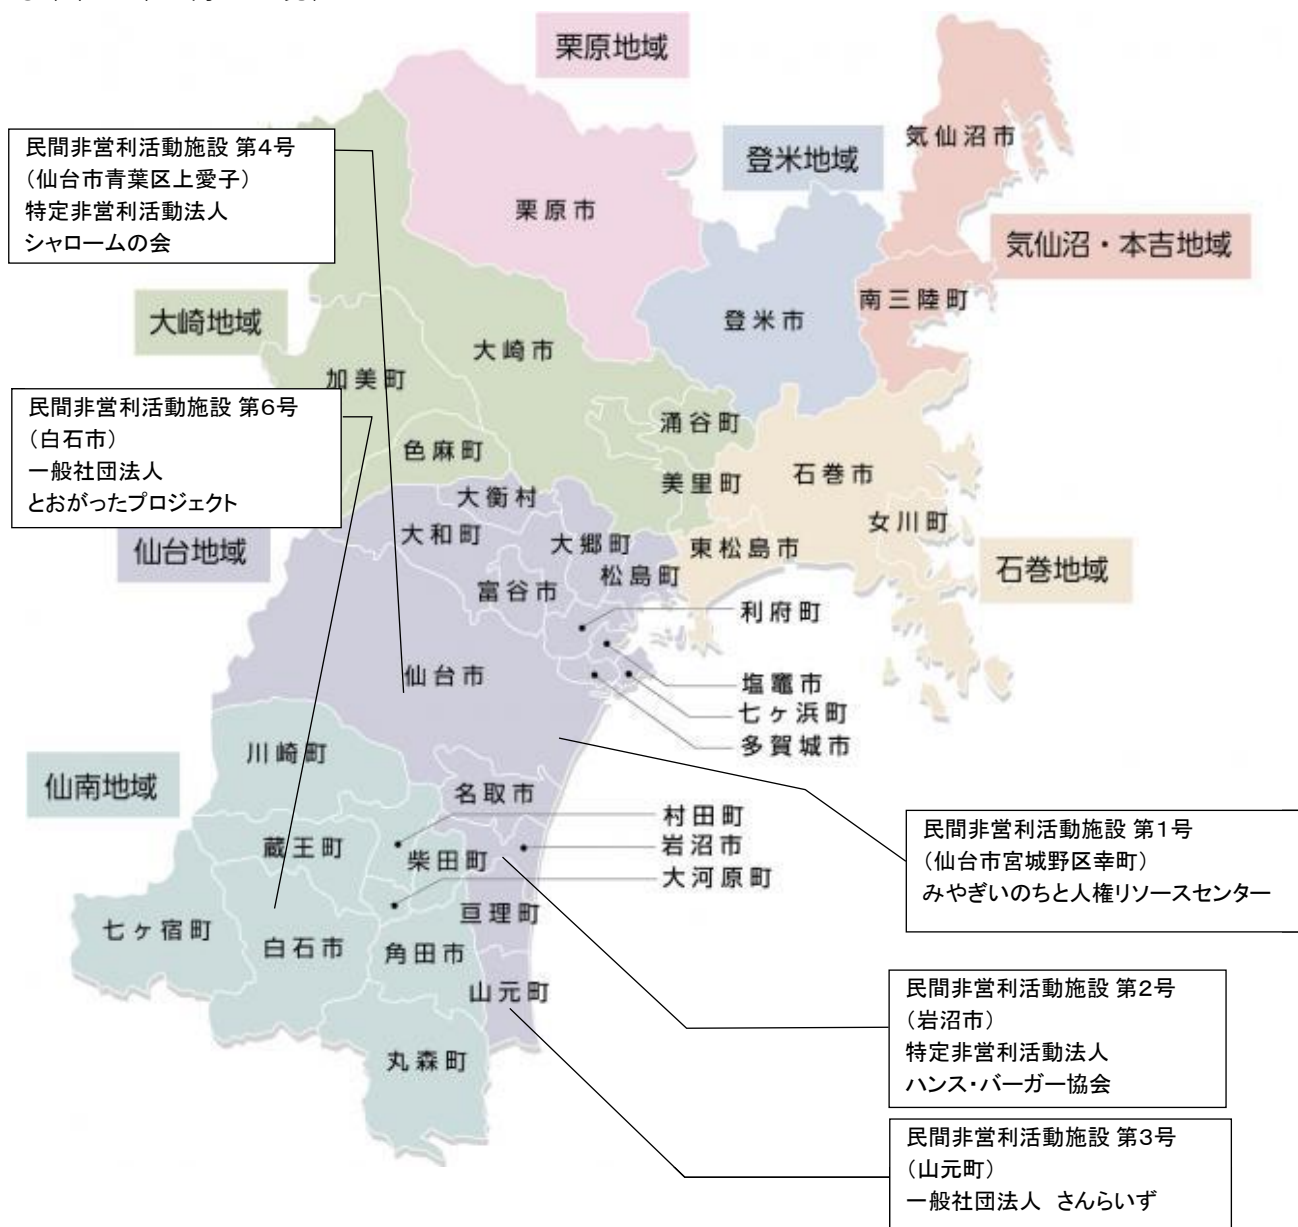 栗原地域
気仙沼市
登米地域
民間非営利活動施設 第4号
（仙台市青葉区上愛子）
特定非営利活動法人
シャロームの会
栗原市
気仙沼・本吉地域
南三陸町
大崎地域
登米市
大崎市
加美町
民間非営利活動施設 第6号
（白石市）
一般社団法人
とおがったプロジェクト
涌谷町
色麻町
石巻市
美里町
大衡村
女川町
大和町
大郷町
東松島市
仙台地域
松島町
石巻地域
富谷市
利府町
仙台市
塩竈市
七ヶ浜町
多賀城市
川崎町
仙南地域
名取市
村田町
蔵王町
柴田町
岩沼市
大河原町
民間非営利活動施設 第1号
（仙台市宮城野区幸町）
みやぎいのちと人権リソースセンター
亘理町
七ヶ宿町
白石市
角田市
山元町
民間非営利活動施設 第2号
（岩沼市）
特定非営利活動法人
ハンス・バーガー協会
丸森町
民間非営利活動施設 第3号
（山元町）
一般社団法人　さんらいず